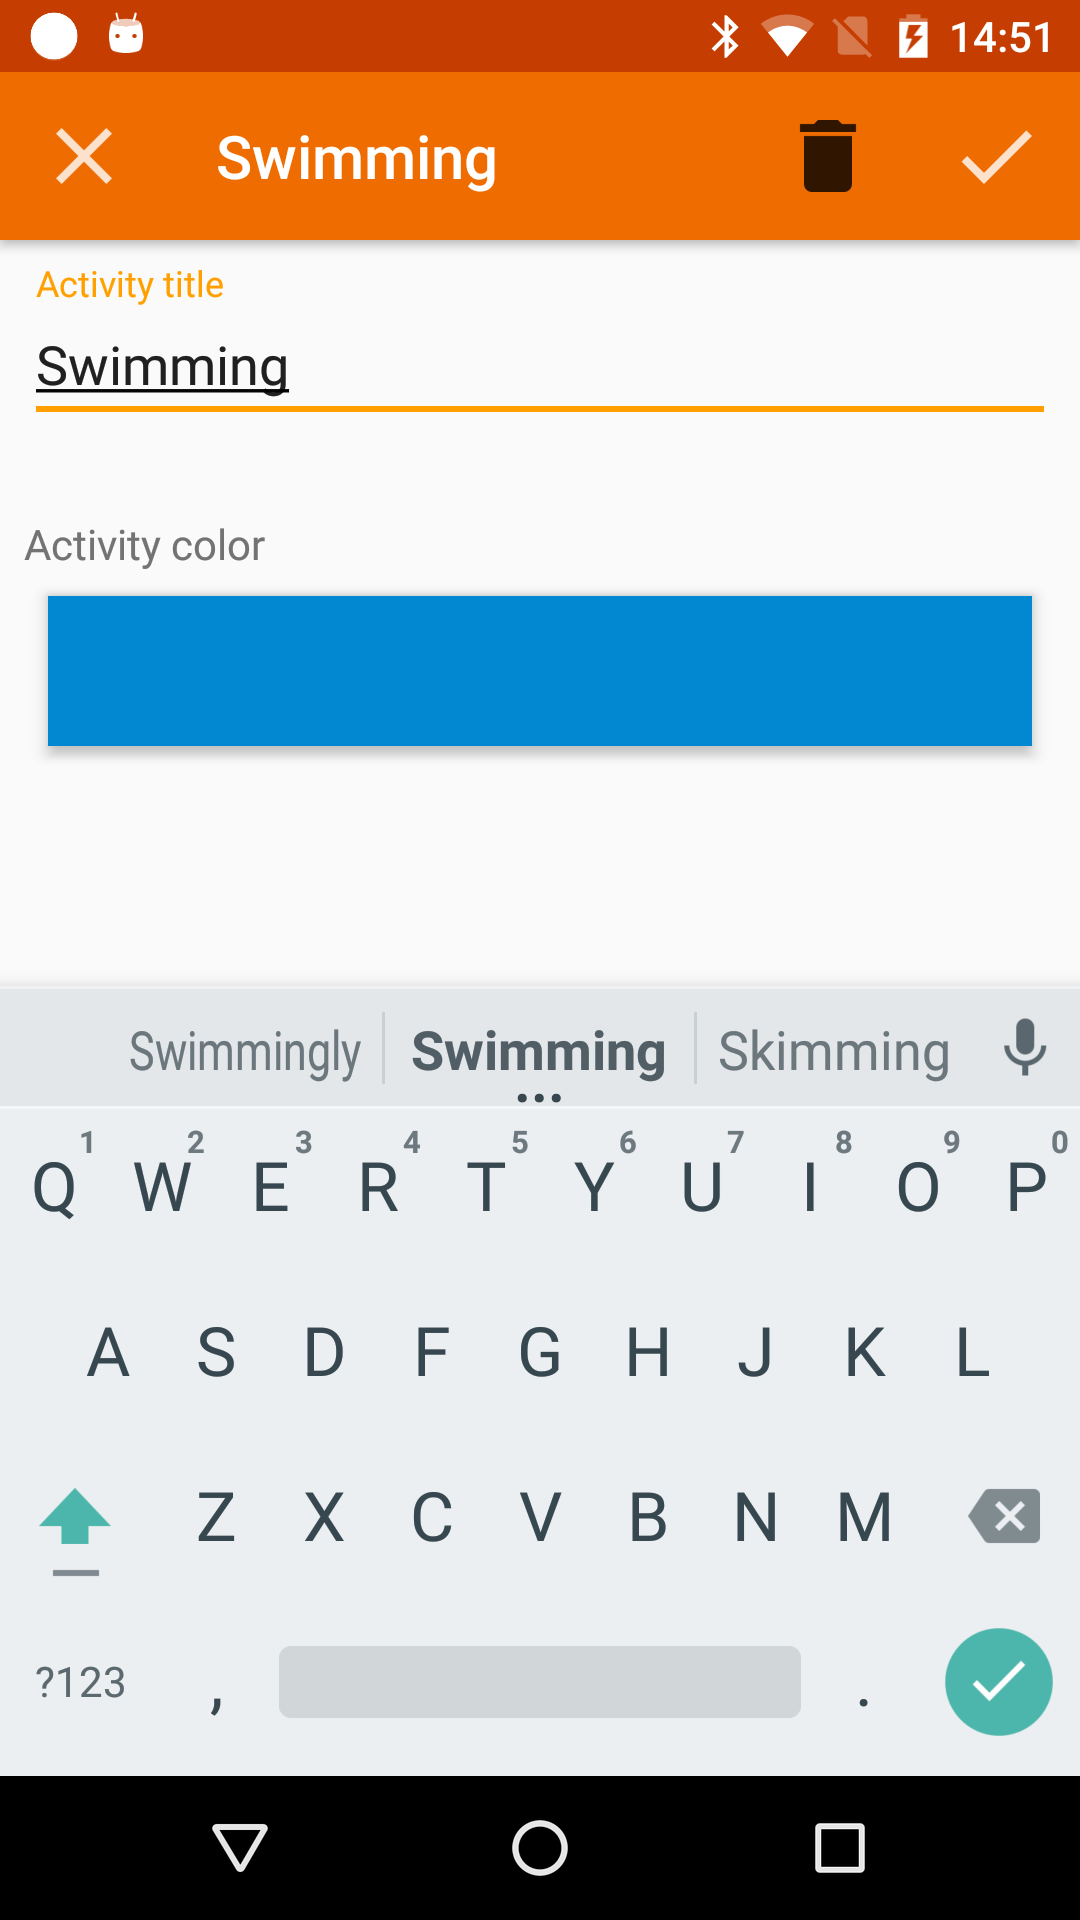 14:51
Swimming
Activity title
Swimming
Activity color
Swimmingly Swimming Skimming
1 2 3 4 5 6 7 8 9 0
Q W E R T Y U I O P
A S D F G H J K L
Z X C V B N M
?123 , .